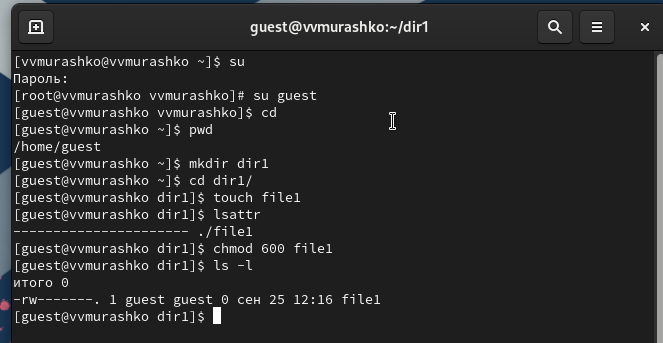 guest@vvmurashko:~/dir1
[vvmurashko@vvmurashko ~]$ su
Пароль:
[root@vvmurashko vvmurashko]# su guest
[guest@vvmurashko vvmurashko]$ cd
[guest@vvmurashko ~]$ pwd
/home/guest
[guest@vvmurashko ~]$ mkdir dir1
[guest@vvmurashko ~]$ cd dir1/
[guest@vvmurashko dir1]$ touch file1
[guest@vvmurashko dir1]$ lsattr
---------------------- ./file1
[guest@vvmurashko dir1]$ chmod 600 file1
[guest@vvmurashko dir1]$ ls -l
итого 0
-rw-------. 1 guest guest 0 сен 25 12:16 file1
[guest@vvmurashko dir1]$